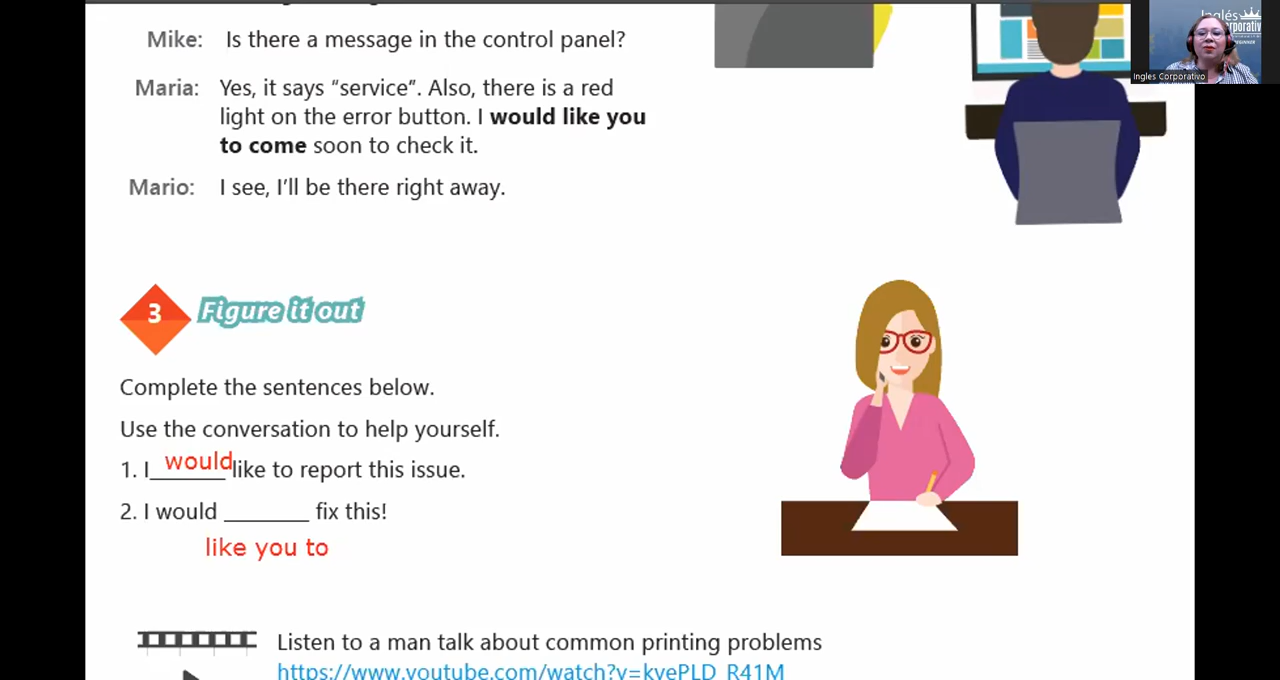 Mike: Is there a message in the control panel?
Maria: Yes, it says “service”. Also, there is a red
light on the error button. I would like you
to come soon to check it.
Mario: I see, I’ll be there right away.
3 Figure it out
Complete the sentences below.
Use the conversation to help yourself.
1. I would like to report this issue.
2. I would ________ fix this!
like you to
Listen to a man talk about common printing problems
https://www.youtube.com/watch?v=kyePLD_R41M
Inglés
Ingles Corporativo